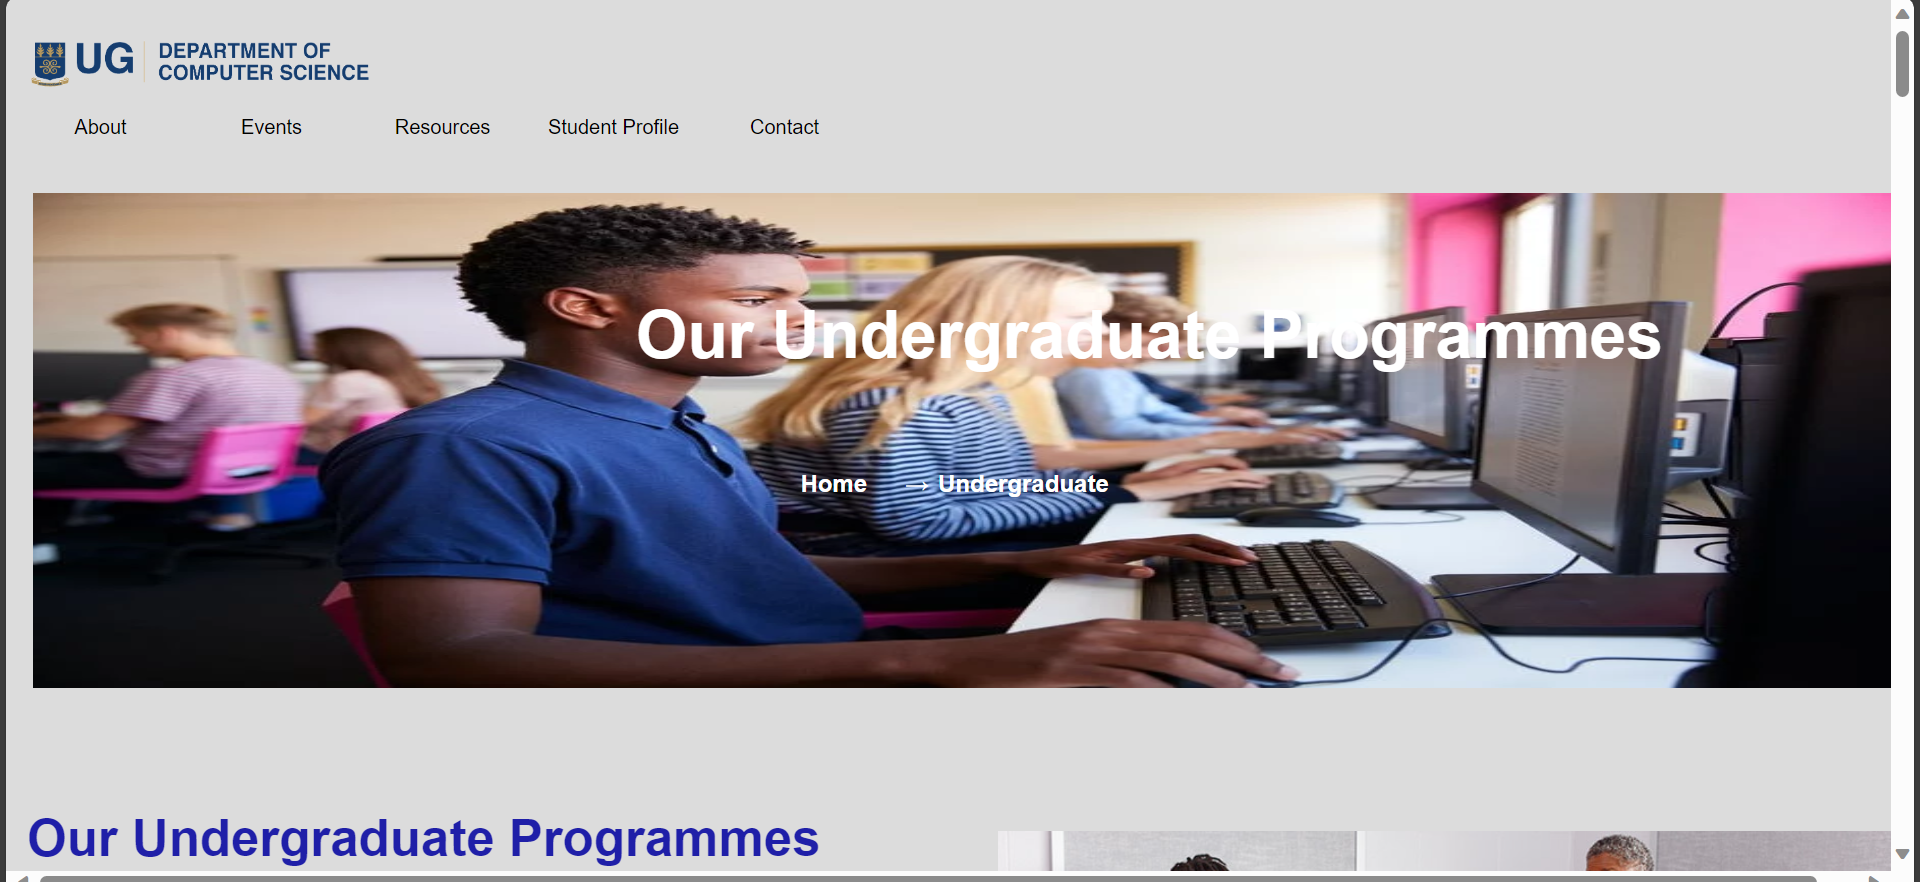 UG
DEPARTMENT OF
COMPUTER SCIENCE
About Events Resources Student Profile Contact
Our Undergraduate Programmes
Home → Undergraduate
Our Undergraduate Programmes